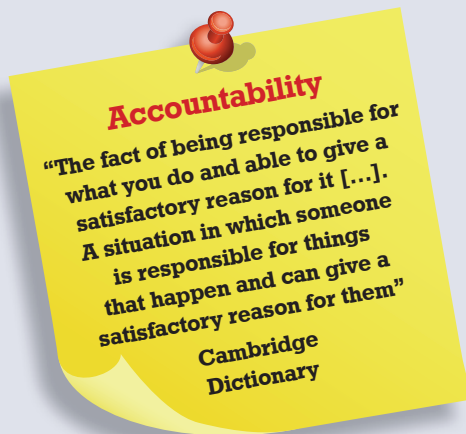 Accountability
“The fact of being responsible for
what you do and able to give a
satisfactory reason for it [...].
A situation in which someone
is responsible for things
that happen and can give a
satisfactory reason for them”
Cambridge
Dictionary